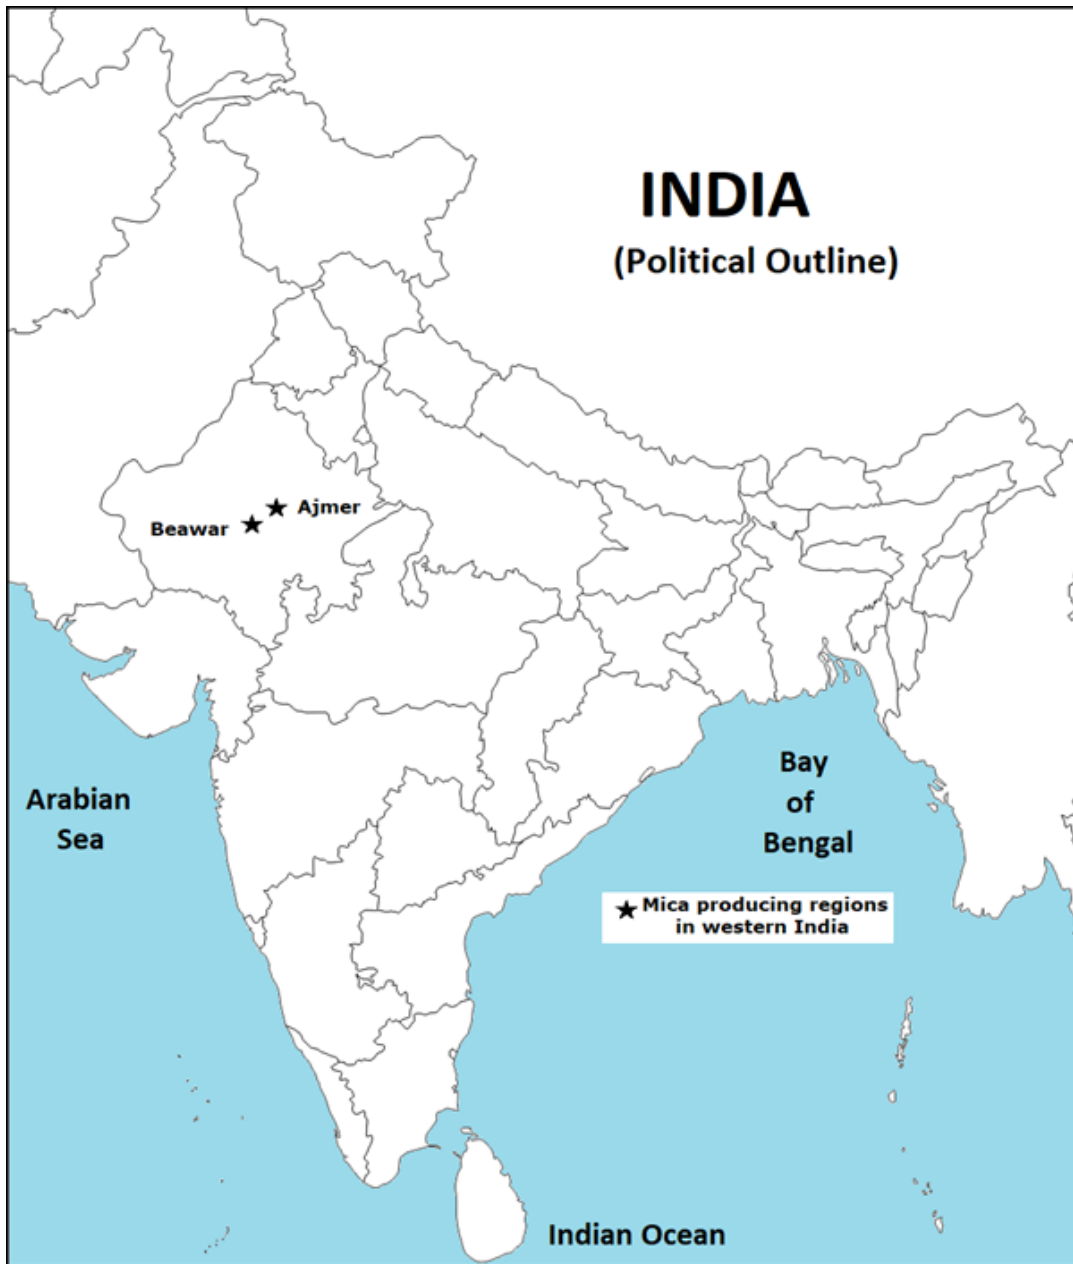 INDIA
(Political Outline)
Ajmer
Beawar
Arabian
Sea
Bay
of
Bengal
Mica producing regions
in western India
Indian Ocean